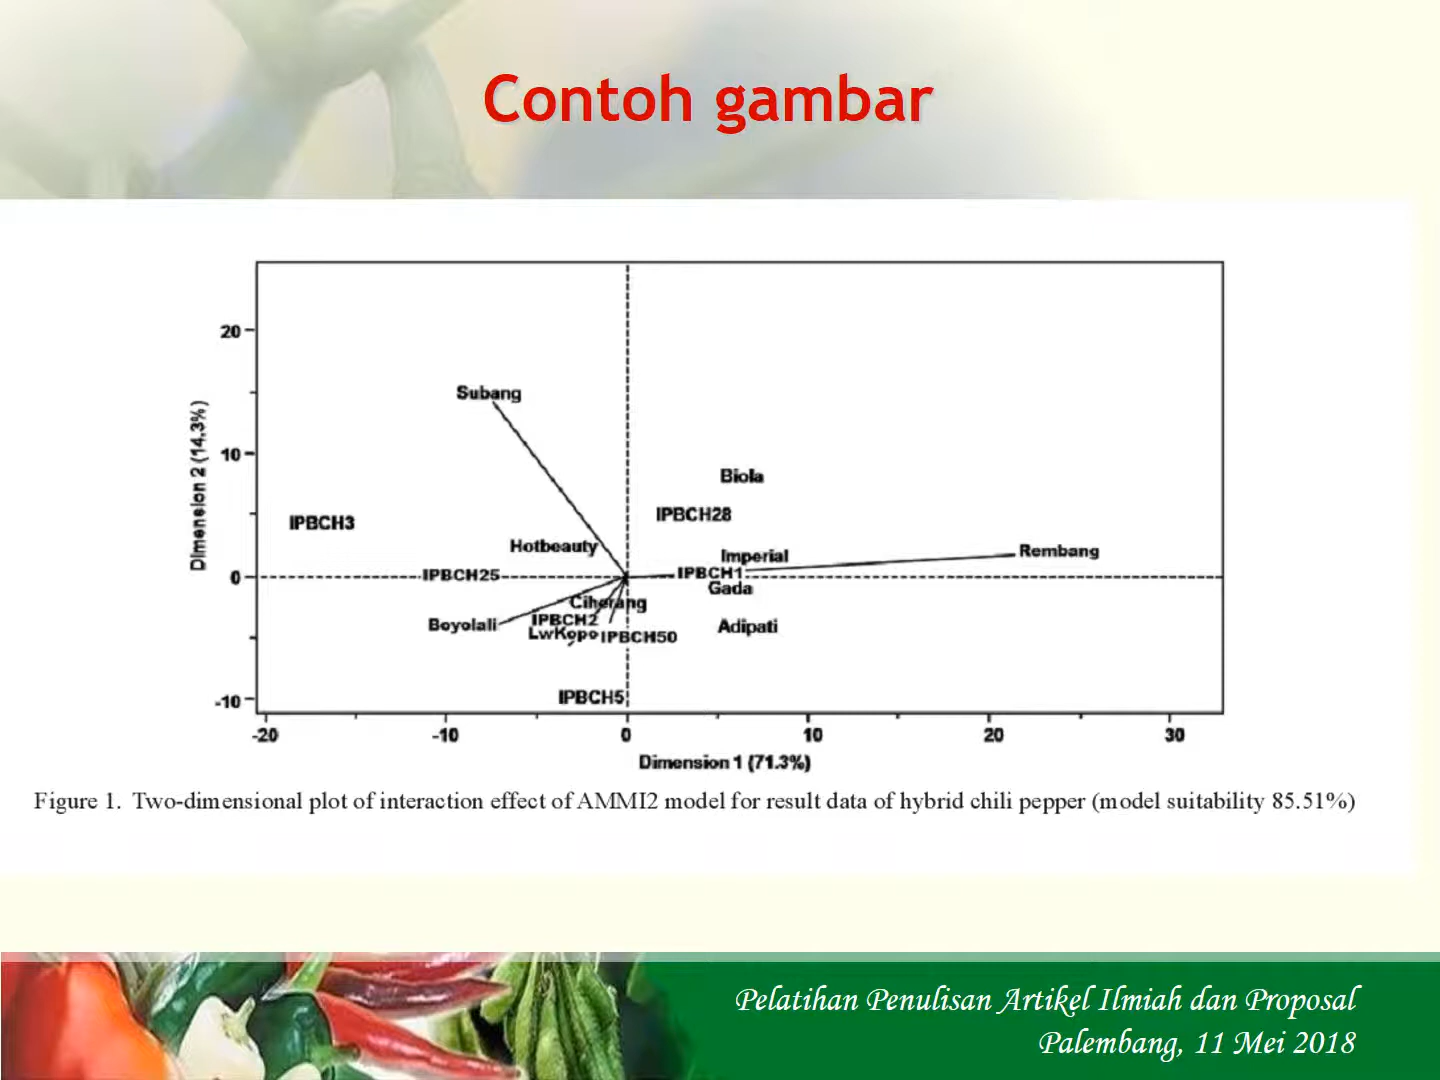 Contoh gambar
20
Subang
Dimension 2 (14.3%)
10
Biola
IPBCH28
IPBCH3
Hotbeauty
Imperial
Rembang
0
IPBCH25
IPBCH1
Gada
Ciherang
Boyolali
IPBCH2
Adipati
LwKopo
IPBCH50
-10
IPBCH5
-20
-10
0
10
20
30
Dimension 1 (71.3%)
Figure 1. Two-dimensional plot of interaction effect of AMMI2 model for result data of hybrid chili pepper (model suitability 85.51%)
Pelatihan Penulisan Artikel Ilmiah dan Proposal
Palembang, 11 Mei 2018